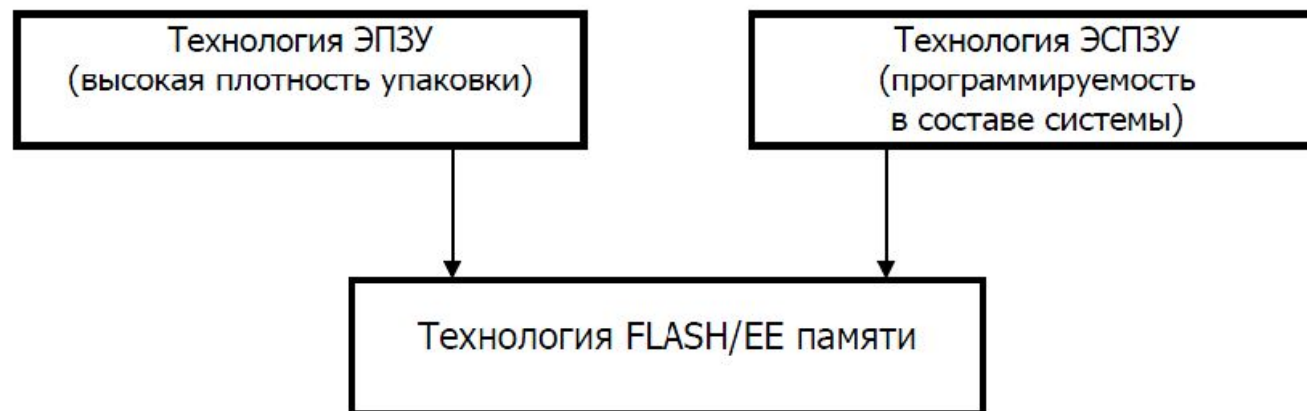 Технология ЭПЗУ
(высокая плотность упаковки)
Технология ЭСПЗУ
(программируемость
в составе системы)
Технология FLASH/EE памяти